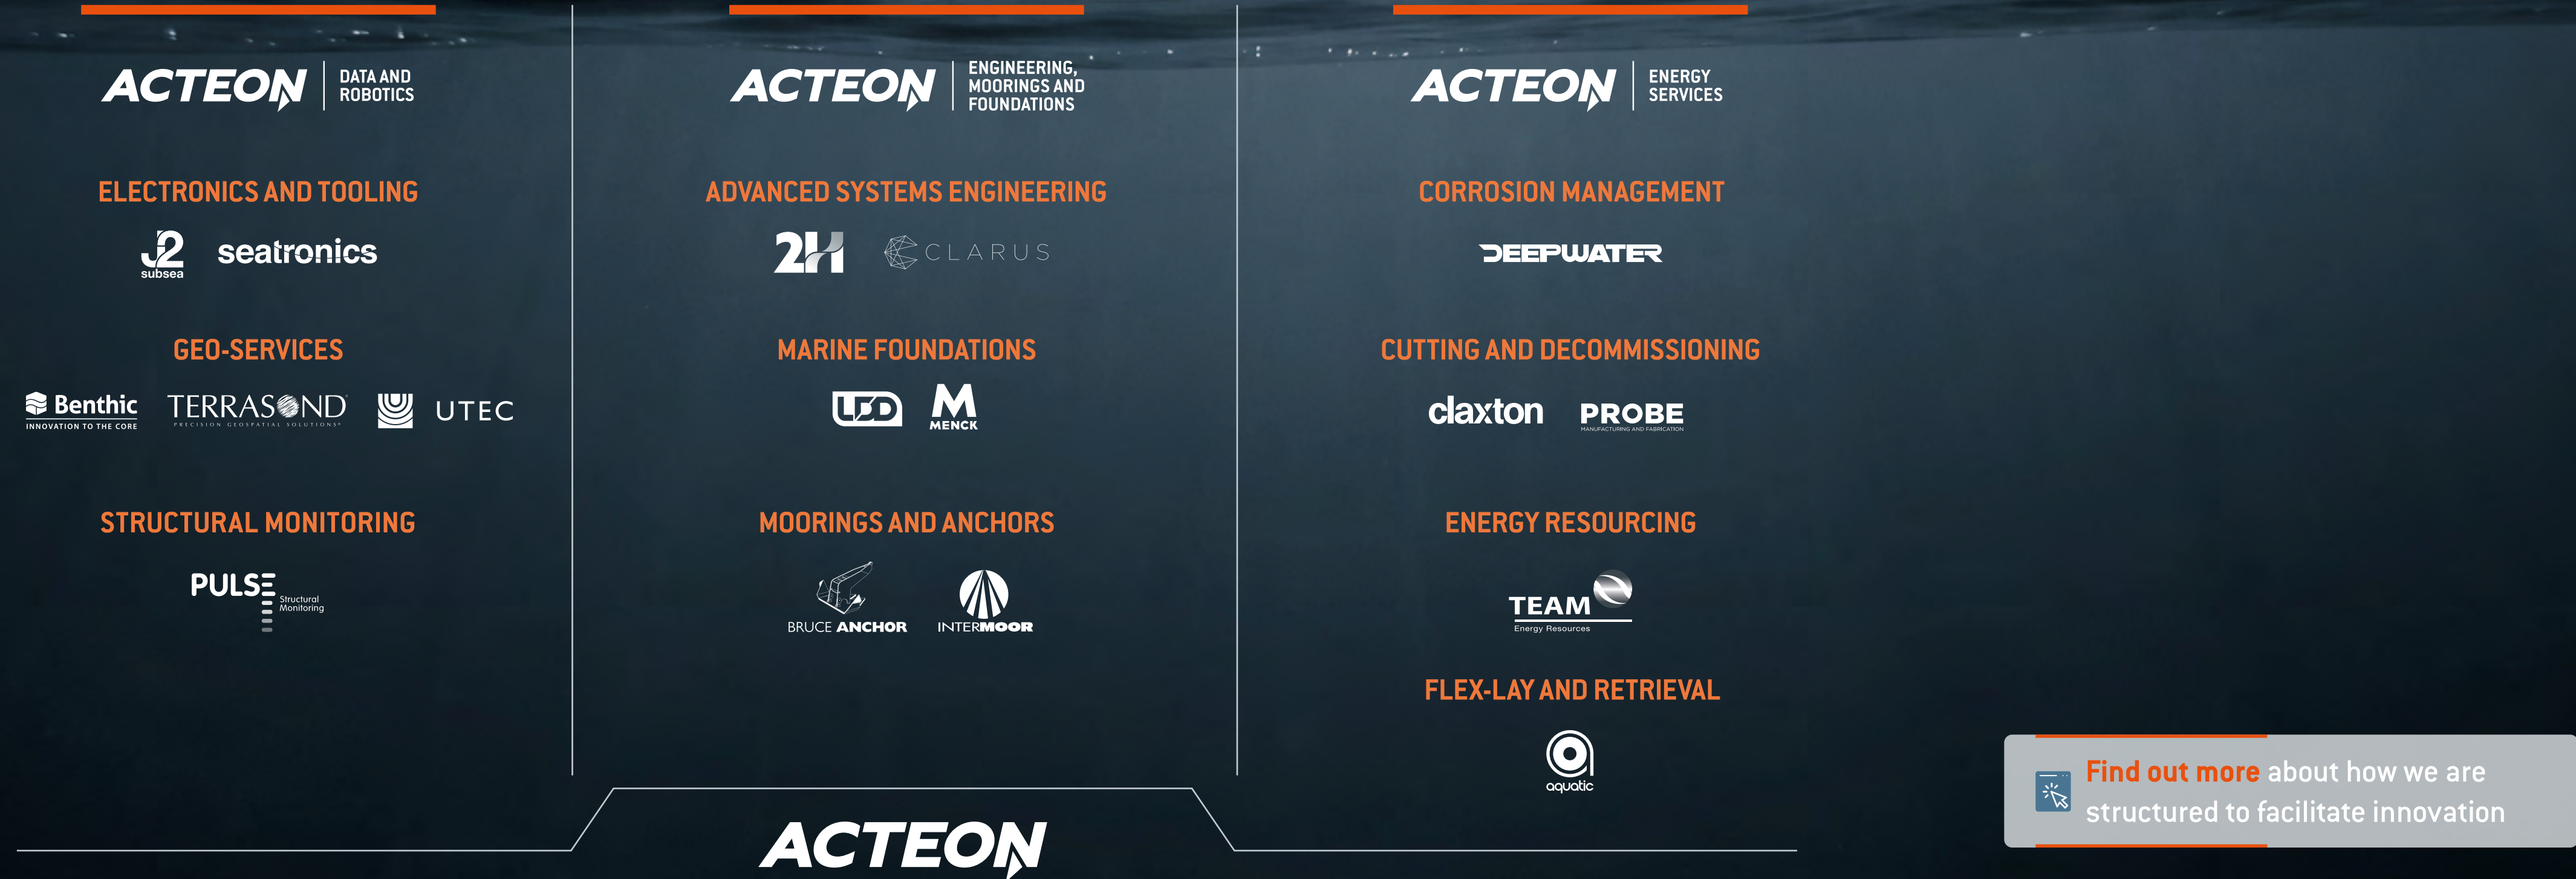 ACTEON
DATA AND
ROBOTICS
ELECTRONICS AND TOOLING
J2
subsea
seatronics
GEO-SERVICES
Benthic
INNOVATION TO THE CORE
TERRASOND®
PRECISION GEOSPATIAL SOLUTIONS®
UTEC
STRUCTURAL MONITORING
PULSE
Structural
Monitoring
ACTEON
ENGINEERING,
MOORINGS AND
FOUNDATIONS
ADVANCED SYSTEMS ENGINEERING
2H
CLARUS
MARINE FOUNDATIONS
LDD
MENCK
MOORINGS AND ANCHORS
BRUCE ANCHOR
INTERMOOR
ACTEON
ENERGY
SERVICES
CORROSION MANAGEMENT
DEEPWATER
CUTTING AND DECOMMISSIONING
claxton
PROBE
MANUFACTURING AND FABRICATION
ENERGY RESOURCING
TEAM
Energy Resources
FLEX-LAY AND RETRIEVAL
aquatic
ACTEON
Find out more about how we are
structured to facilitate innovation